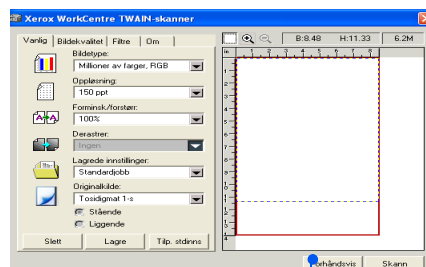 Xerox WorkCentre TWAIN-skanner
Vanlig Bildekvalitet Filtre Om
B:8.48 H:11.33 6.2M
Bildetype:
Millioner av farger, RGB
Oppløsning:
150 ppt
Forminsk./forstørr.
100%
Derastrer:
Ingen
Lagrede innstillinger:
Standardjobb
Originalkilde:
Tosidigmat 1-s
Stående
Liggende
Slett Lagre Tilp. stdinns
Forhåndsvis Skann